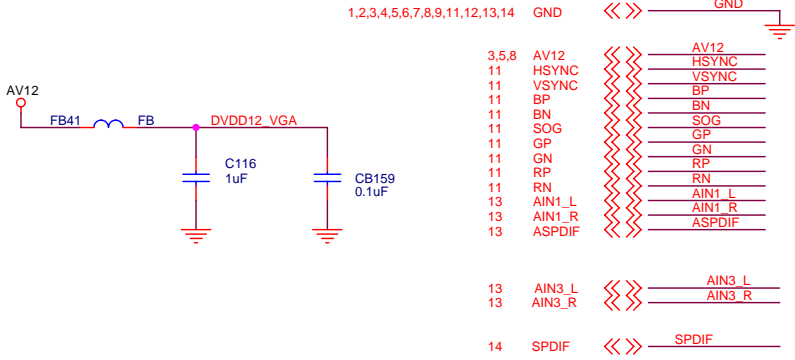 1,2,3,4,5,6,7,8,9,11,12,13,14 GND GND
3,5,8 AV12 AV12
11 HSYNC HSYNC
11 VSYNC VSYNC
11 BP BP
11 BN BN
11 SOG SOG
11 GP GP
11 GN GN
11 RP RP
11 RN RN
13 AIN1_L AIN1_L
13 AIN1_R AIN1_R
13 ASPDIF ASPDIF
13 AIN3_L AIN3_L
13 AIN3_R AIN3_R
14 SPDIF SPDIF
AV12
FB41 FB DVDD12_VGA
C116
1uF
CB159
0.1uF